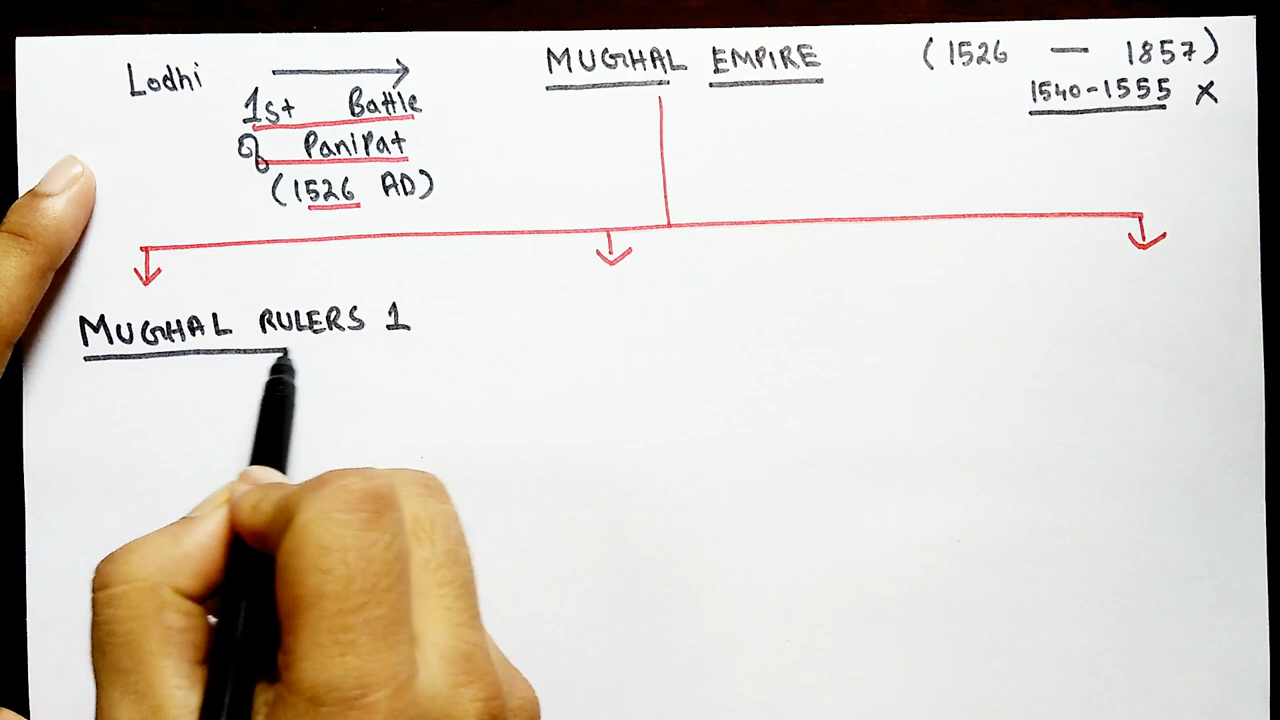 Lodhi
1st Battle
of Panipat
(1526 AD)
MUGHAL EMPIRE
(1526 — 1857)
1540-1555 ×
MUGHAL RULERS 1